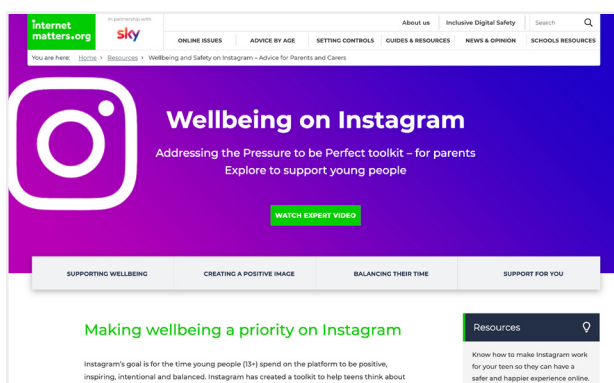 internet
matters.org
In partnership with
sky
About us
Inclusive Digital Safety
Search
ONLINE ISSUES
ADVICE BY AGE
SETTING CONTROLS
GUIDES & RESOURCES
NEWS & OPINION
SCHOOLS RESOURCES
You are here: Home > Resources > Wellbeing and Safety on Instagram – Advice for Parents and Carers
Wellbeing on Instagram
Addressing the Pressure to be Perfect toolkit – for parents
Explore to support young people
WATCH EXPERT VIDEO
SUPPORTING WELLBEING
CREATING A POSITIVE IMAGE
BALANCING THEIR TIME
SUPPORT FOR YOU
Making wellbeing a priority on Instagram
Instagram's goal is for the time young people (13+) spend on the platform to be positive,
inspiring, intentional and balanced. Instagram has created a toolkit to help teens think about
Resources
Know how to make Instagram work
for your teen so they can have a
safer and happier experience online.